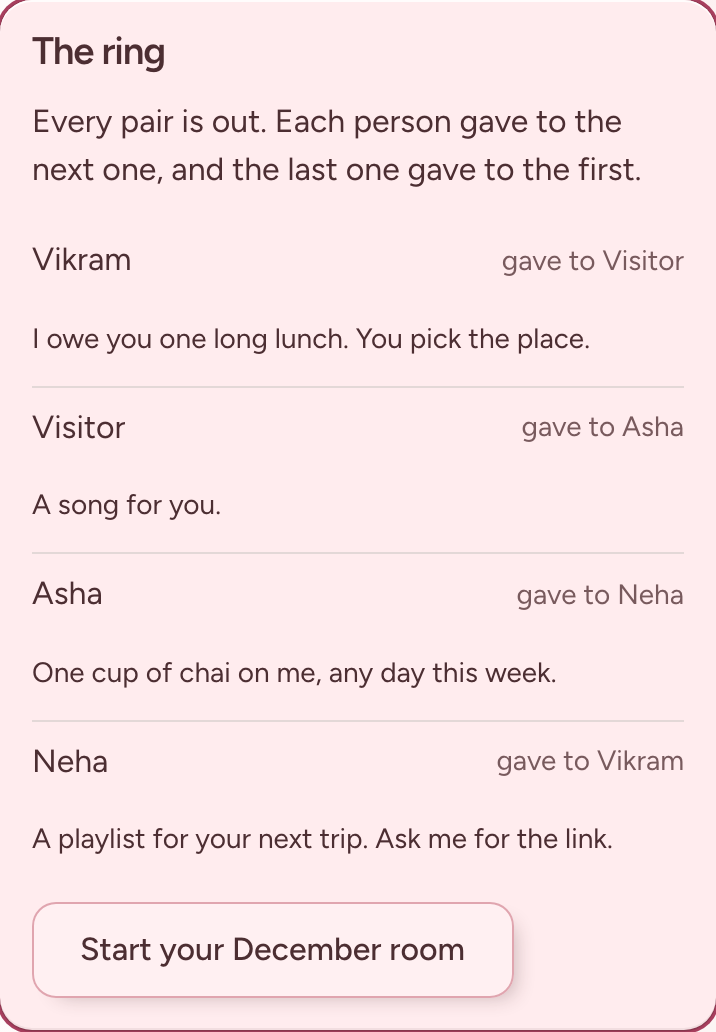 The ring
Every pair is out. Each person gave to the
next one, and the last one gave to the first.
Vikram gave to Visitor
I owe you one long lunch. You pick the place.
Visitor gave to Asha
A song for you.
Asha gave to Neha
One cup of chai on me, any day this week.
Neha gave to Vikram
A playlist for your next trip. Ask me for the link.
Start your December room